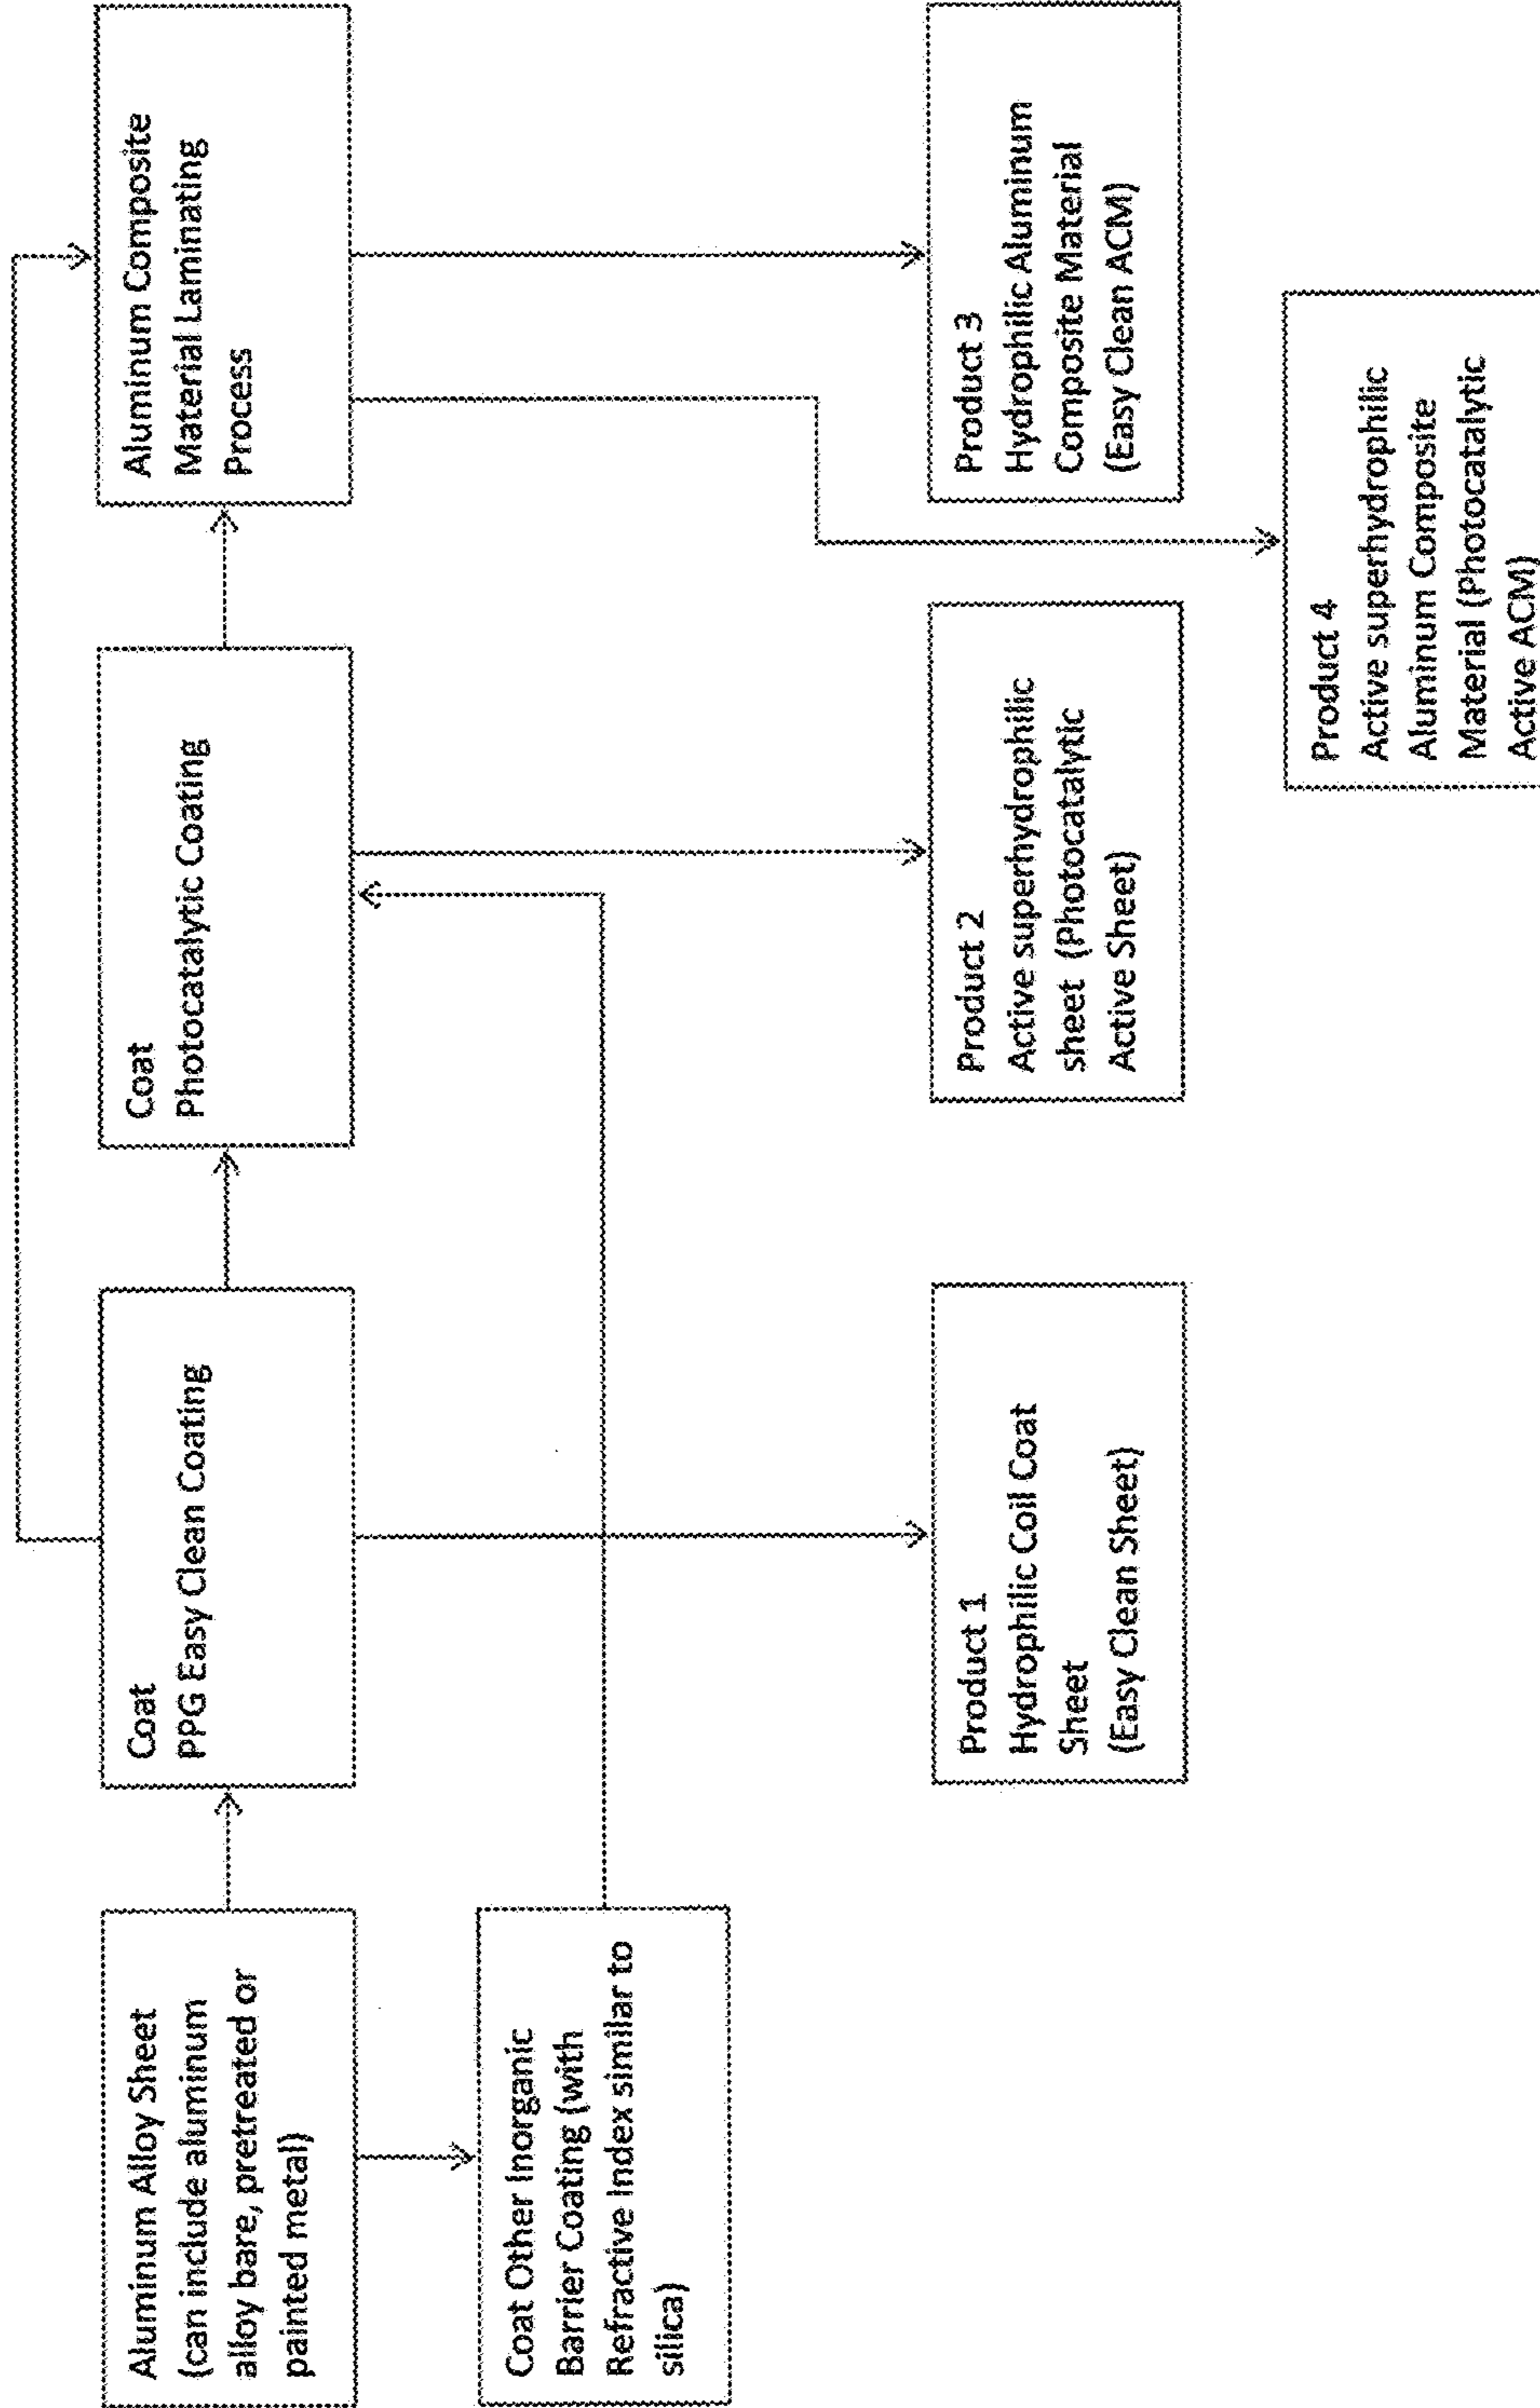 Aluminum Alloy Sheet
(can include aluminum
alloy bare, pretreated or
painted metal)
Coat
PPG Easy Clean Coating
Coat
Photocatalytic Coating
Aluminum Composite
Material Laminating
Process
Coat Other Inorganic
Barrier Coating (with
Refractive Index similar to
silica)
Product 1
Hydrophilic Coil Coat
Sheet
(Easy Clean Sheet)
Product 2
Active superhydrophilic
sheet (Photocatalytic
Active Sheet)
Product 3
Hydrophilic Aluminum
Composite Material
(Easy Clean ACM)
Product 4
Active superhydrophilic
Aluminum Composite
Material (Photocatalytic
Active ACM)